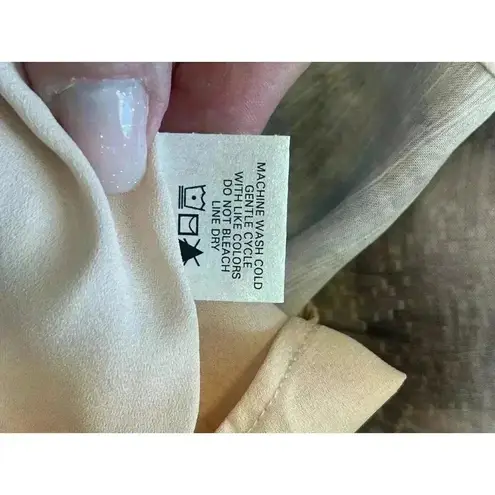 MACHINE WASH COLD
GENTLE CYCLE
WITH LIKE COLORS
DO NOT BLEACH
LINE DRY